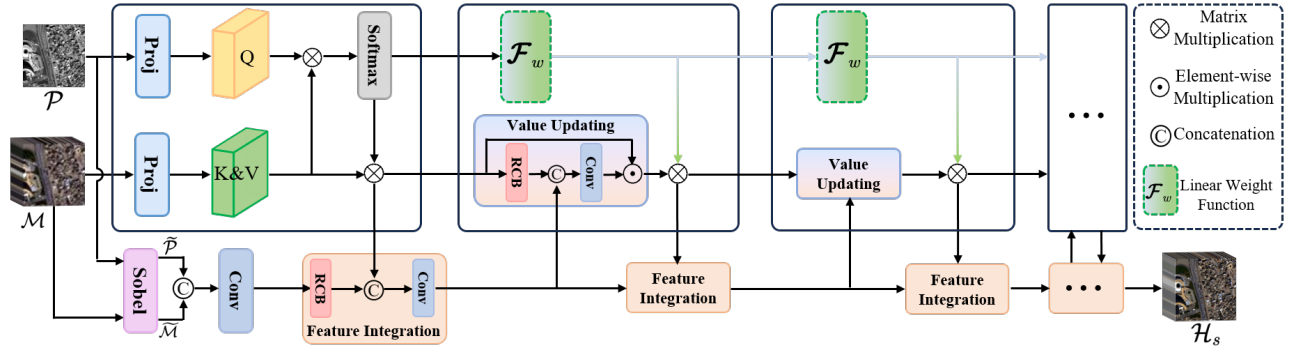 Proj
Q
Softmax
𝓕w
𝓕w
Matrix
Multiplication
𝒫
Element-wise
Multiplication
Value Updating
RCB
C
Conv
Value
Updating
...
C Concatenation
Proj
K&V
𝓕w Linear Weight
Function
ℳ
Sobel
𝒫̃
C
ℳ̃
Conv
RCB
C
Conv
Feature Integration
Feature
Integration
Feature
Integration
...
ℋs